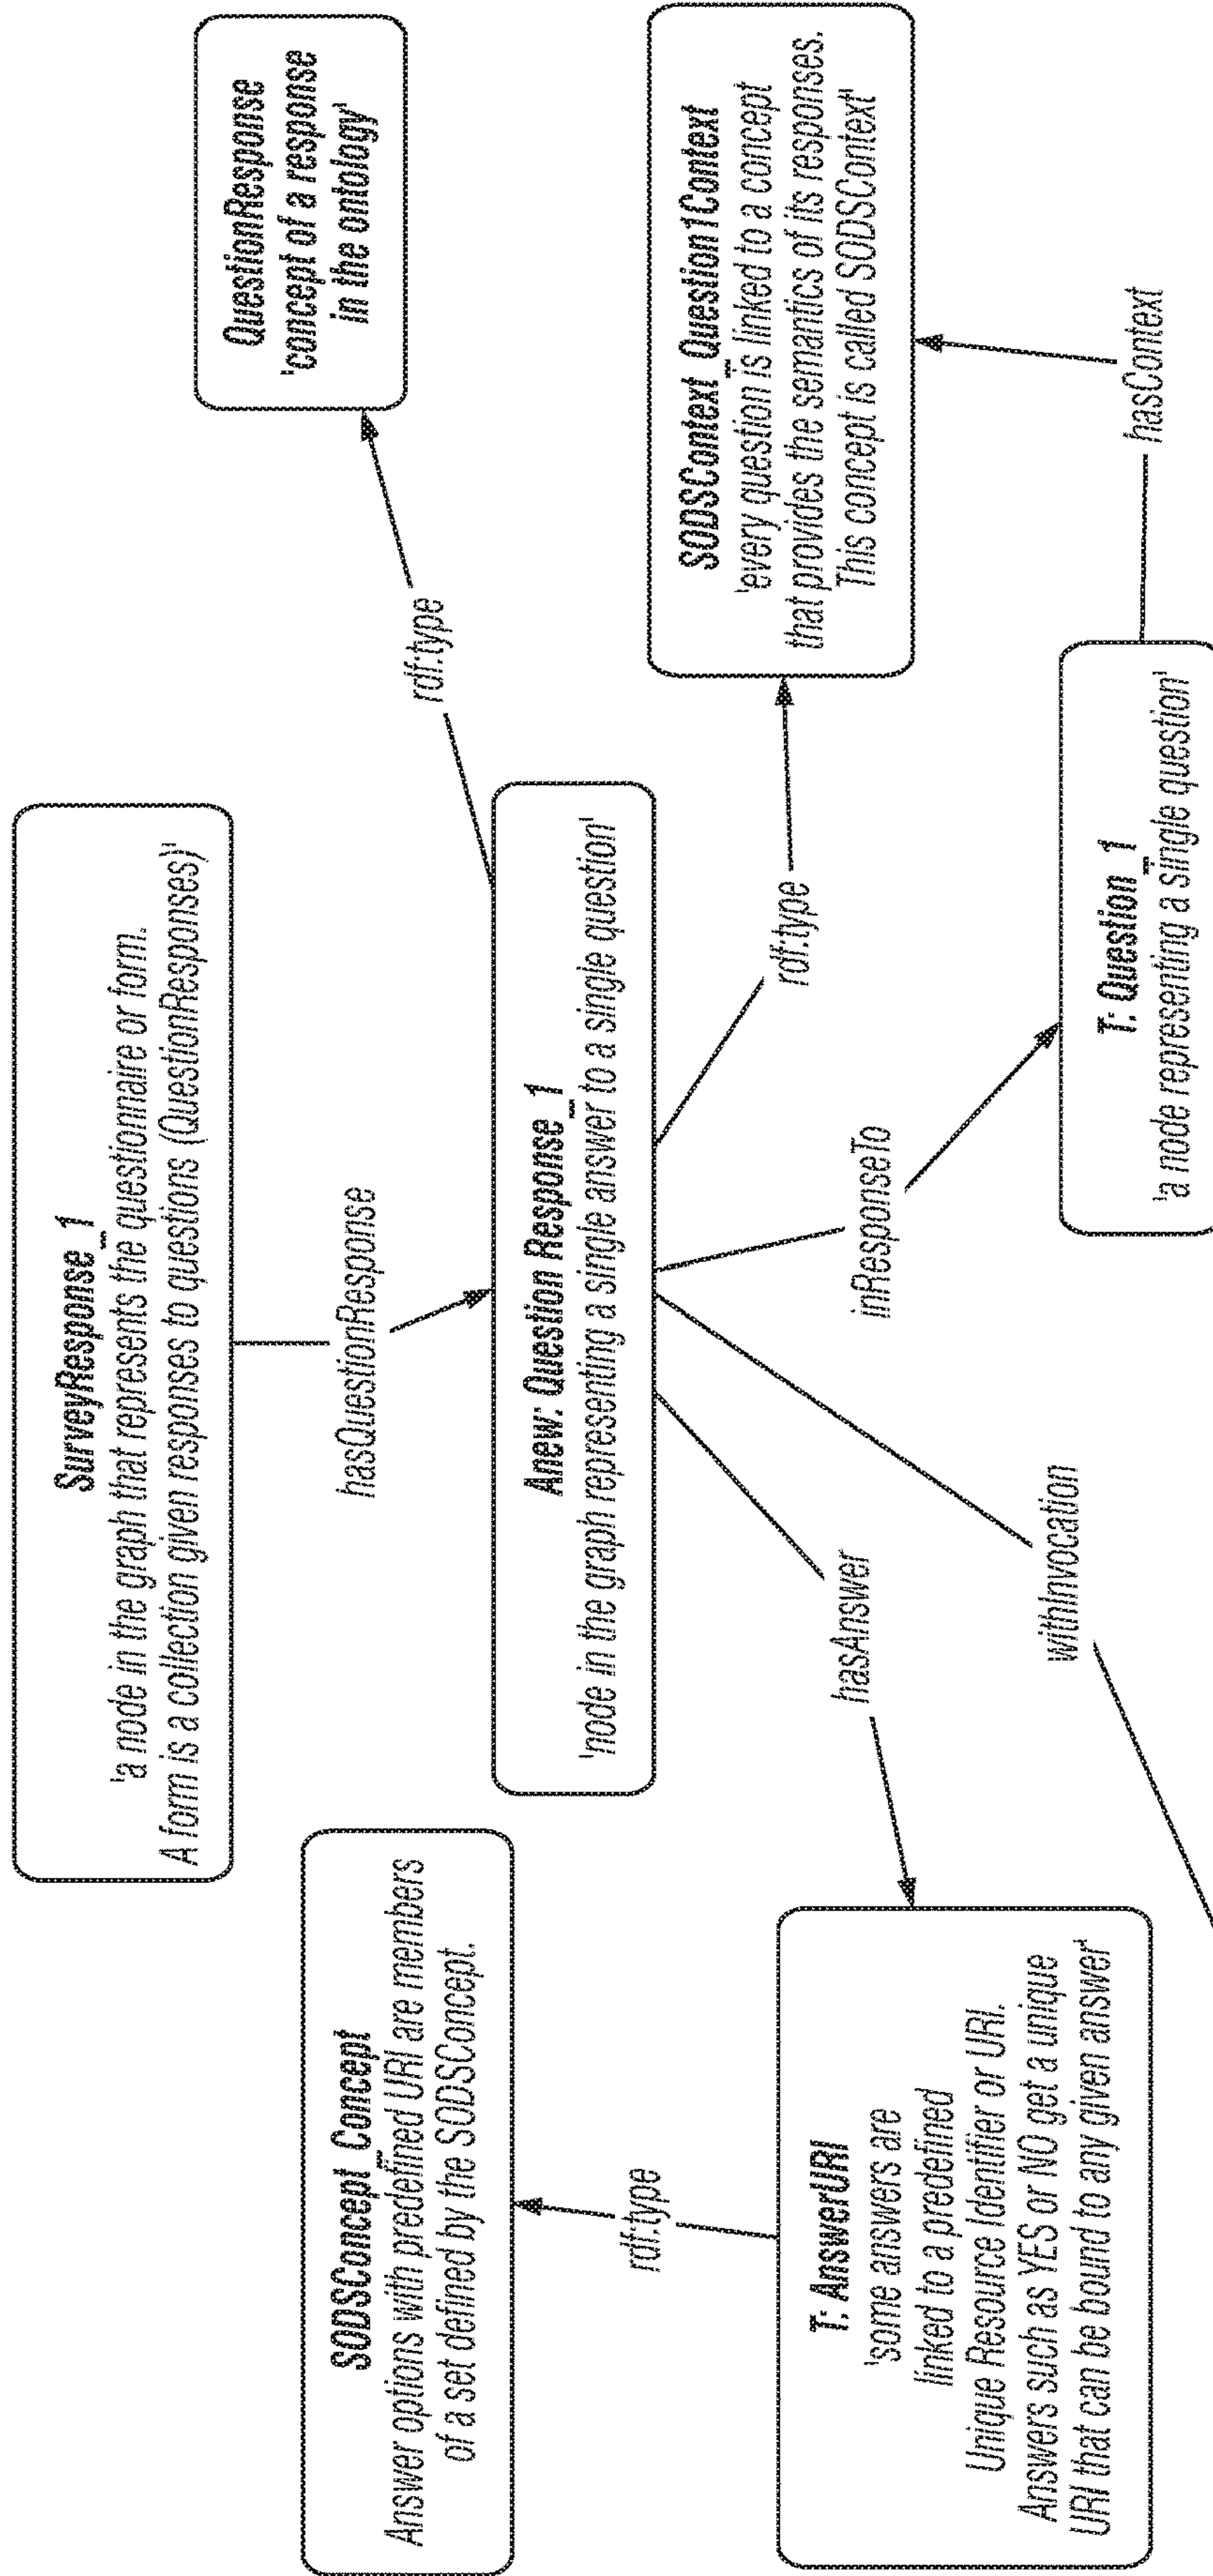 SurveyResponse_1
'a node in the graph that represents the questionnaire or form.
A form is a collection given responses to questions (QuestionResponses)'
hasQuestionResponse
QuestionResponse
'concept of a response
in the ontology'
rdf:type
SODSConcept_Concept
Answer options with predefined URI are members
of a set defined by the SODSConcept.
Anew: Question Response_1
'node in the graph representing a single answer to a single question'
rdf:type
hasAnswer
inResponseTo
rdf:type
SODSContext_Question1Context
'every question is linked to a concept
that provides the semantics of its responses.
This concept is called SODSContext'
T: AnswerURI
'some answers are
linked to a predefined
Unique Resource Identifier or URI.
Answers such as YES or NO get a unique
URI that can be bound to any given answer'
withInvocation
T: Question_1
'a node representing a single question'
hasContext